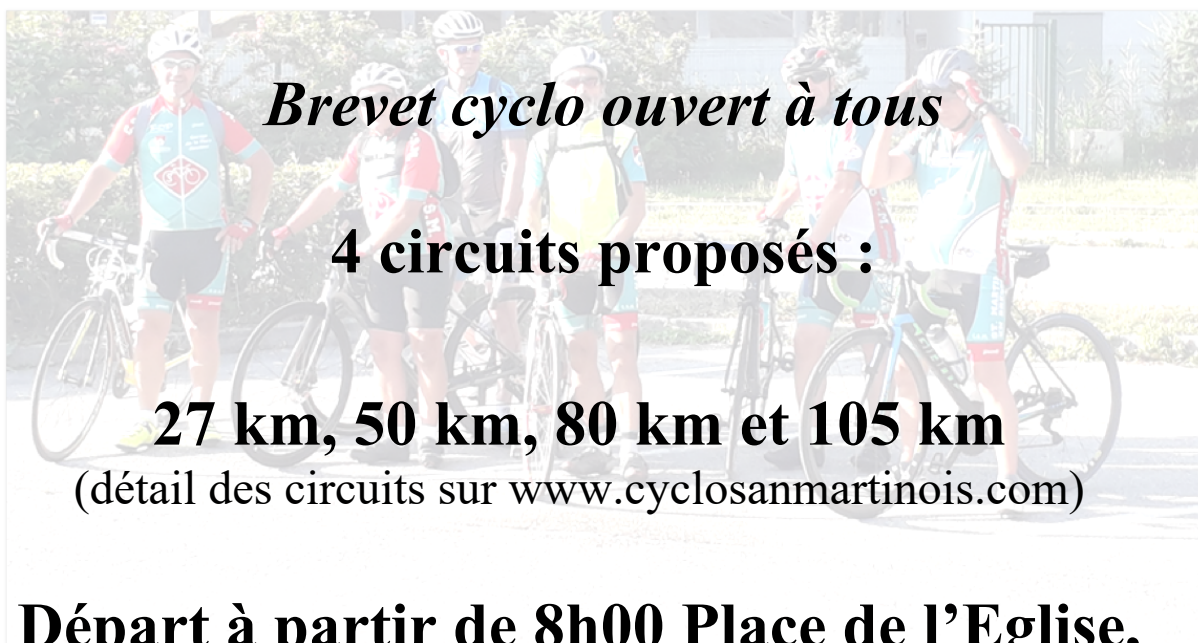 Brevet cyclo ouvert à tous
4 circuits proposés :
27 km, 50 km, 80 km et 105 km
(détail des circuits sur www.cyclosanmartinois.com)
Départ à partir de 8h00 Place de l’Eglise.